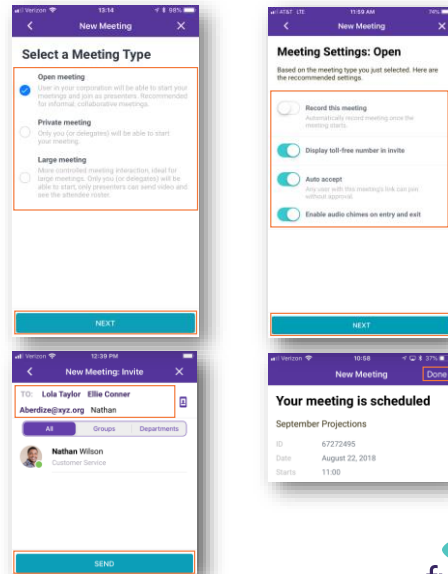 Verizon 13:14 98%
New Meeting
Select a Meeting Type
Open meeting
User in your corporation will be able to start your
meetings and join as presenters. Recommended
for informal, collaborative meetings.
Private meeting
Only you (or delegates) will be able to start
your meeting.
Large meeting
More controlled meeting interaction, ideal for
large meetings. Only you (or delegates) will be
able to start, only presenters can send video and
see the attendee roster.
NEXT
AT&T LTE 11:59 AM 74%
New Meeting
Meeting Settings: Open
Based on the meeting type you just selected. Here are
the recommended settings.
Record this meeting
Automatically record meeting once the
meeting starts.
Display toll-free number in invite
Auto accept
Any user with this meeting's link can join
without approval.
Enable audio chimes on entry and exit
NEXT
Verizon 12:39 PM
New Meeting: Invite
TO: Lola Taylor Ellie Conner
Aberdize@xyz.org Nathan
All Groups Departments
Nathan Wilson
Customer Service
SEND
Verizon 10:58 37%
New Meeting Done
Your meeting is scheduled
September Projections
ID 67272495
Date August 22, 2018
Starts 11:00